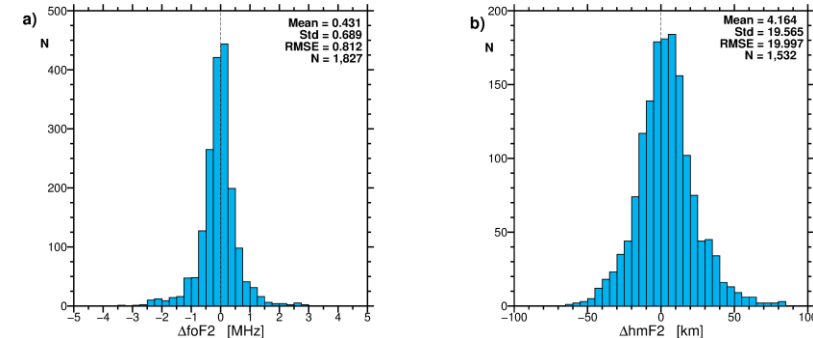 a)
N
Mean = 0.431
Std = 0.689
RMSE = 0.812
N = 1,827
500
400
300
200
100
0
−5 −4 −3 −2 −1 0 1 2 3 4 5
ΔfoF2 [MHz]
b)
N
Mean = 4.164
Std = 19.565
RMSE = 19.997
N = 1,532
200
150
100
50
0
−100 −50 0 50 100
ΔhmF2 [km]